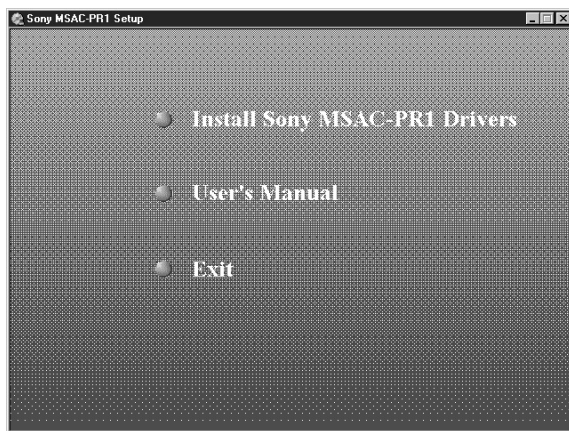 Sony MSAC-PR1 Setup
Install Sony MSAC-PR1 Drivers
User's Manual
Exit